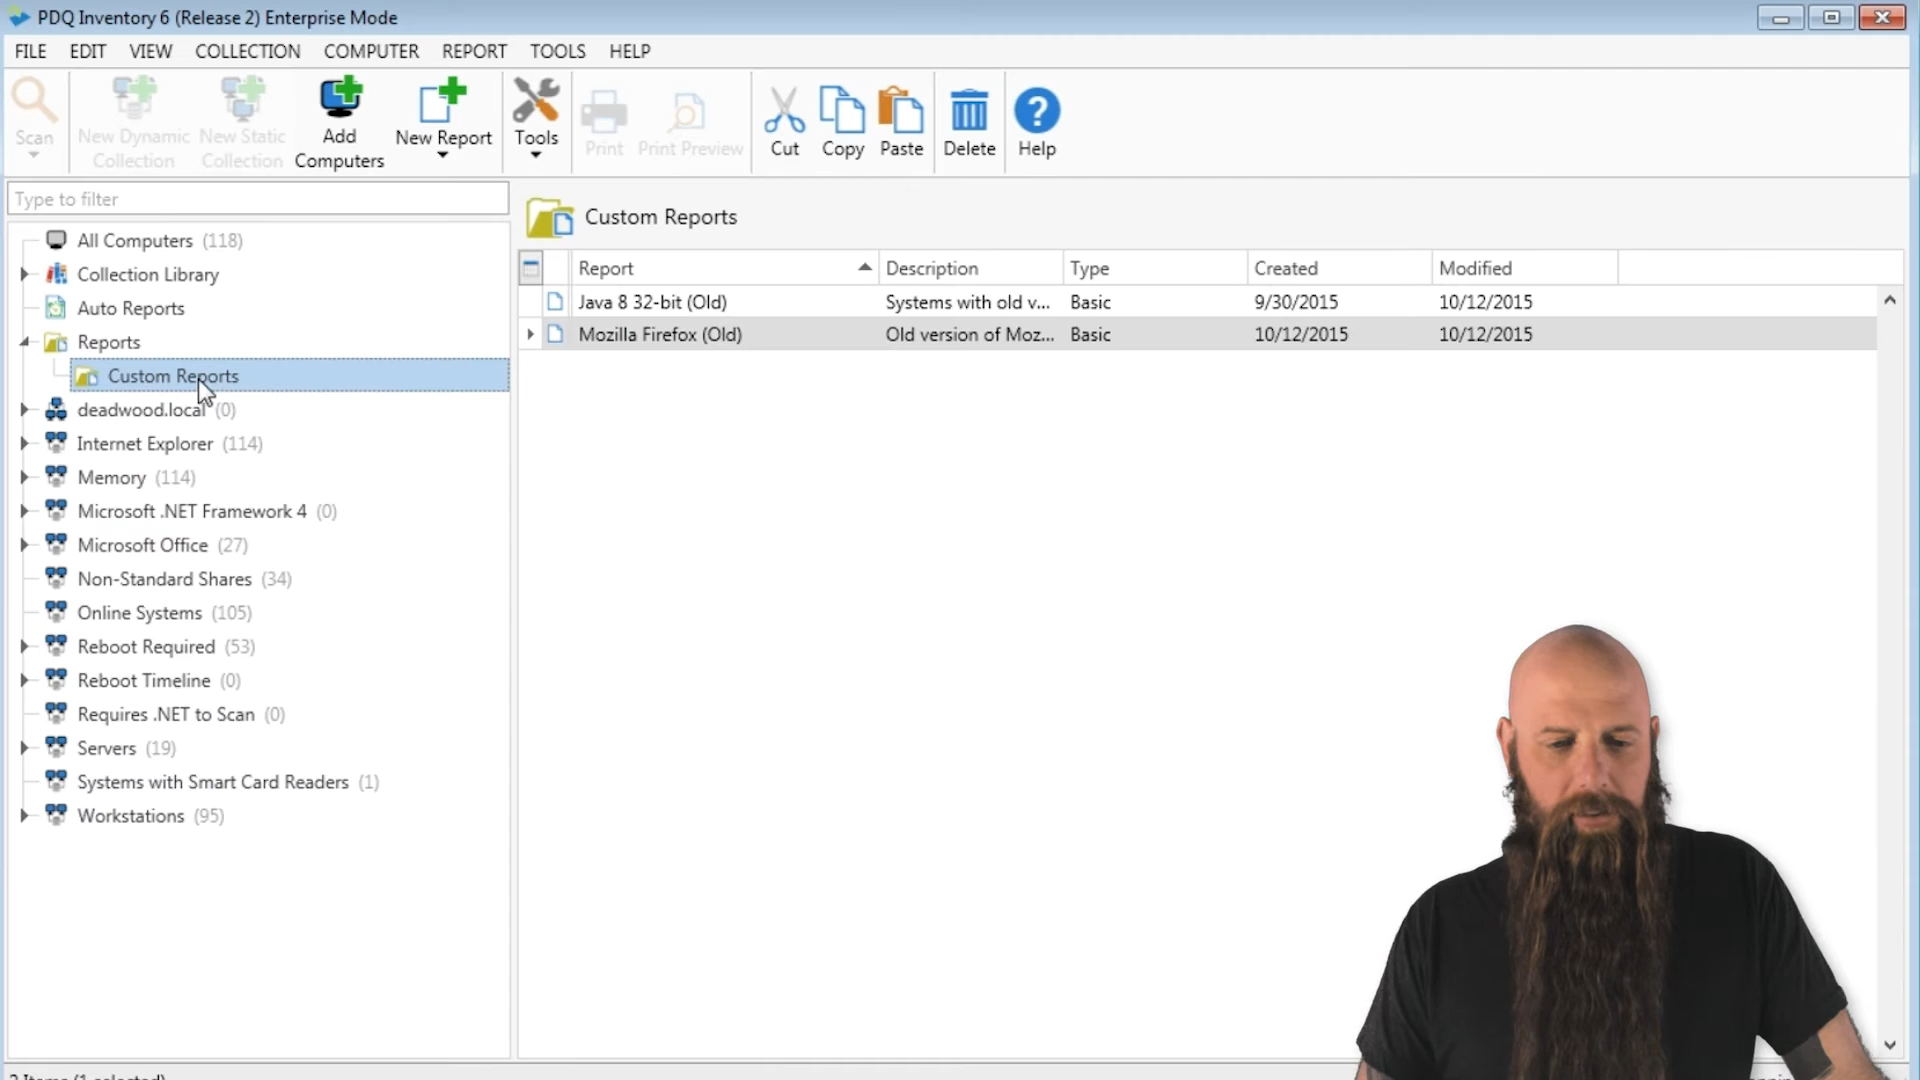 PDQ Inventory 6 (Release 2) Enterprise Mode
FILE EDIT VIEW COLLECTION COMPUTER REPORT TOOLS HELP
Scan
New Dynamic Collection
New Static Collection
Add Computers
New Report
Tools
Print
Print Preview
Cut
Copy
Paste
Delete
Help
Type to filter
All Computers (118)
Collection Library
Auto Reports
Reports
Custom Reports
deadwood.local (0)
Internet Explorer (114)
Memory (114)
Microsoft .NET Framework 4 (0)
Microsoft Office (27)
Non-Standard Shares (34)
Online Systems (105)
Reboot Required (53)
Reboot Timeline (0)
Requires .NET to Scan (0)
Servers (19)
Systems with Smart Card Readers (1)
Workstations (95)
Custom Reports
Report Description Type Created Modified
Java 8 32-bit (Old) Systems with old v... Basic 9/30/2015 10/12/2015
Mozilla Firefox (Old) Old version of Moz... Basic 10/12/2015 10/12/2015
2 Items (1 selected)